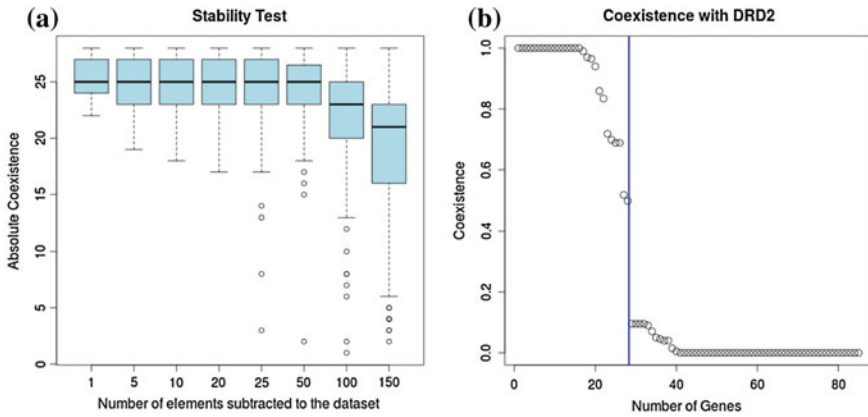 (a)
Stability Test
Absolute Coexistence
25
20
15
10
5
0
1 5 10 20 25 50 100 150
Number of elements subtracted to the dataset
(b)
Coexistence with DRD2
Coexistence
1.0
0.8
0.6
0.4
0.2
0.0
0 20 40 60 80
Number of Genes